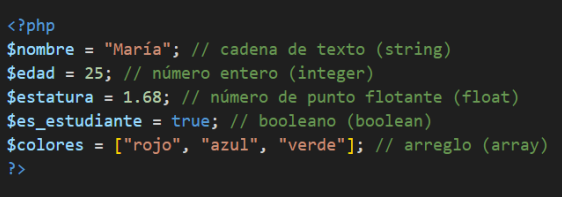 <?php
$nombre = "María"; // cadena de texto (string)
$edad = 25; // número entero (integer)
$estatura = 1.68; // número de punto flotante (float)
$es_estudiante = true; // booleano (boolean)
$colores = ["rojo", "azul", "verde"]; // arreglo (array)
?>